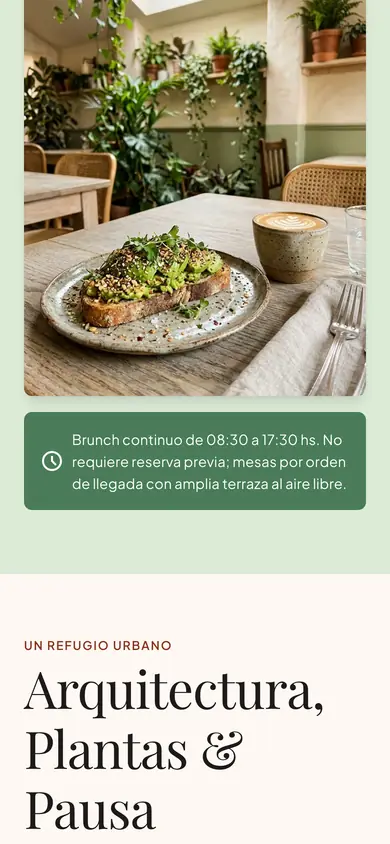 Brunch continuo de 08:30 a 17:30 hs. No
requiere reserva previa; mesas por orden
de llegada con amplia terraza al aire libre.
UN REFUGIO URBANO
Arquitectura,
Plantas &
Pausa